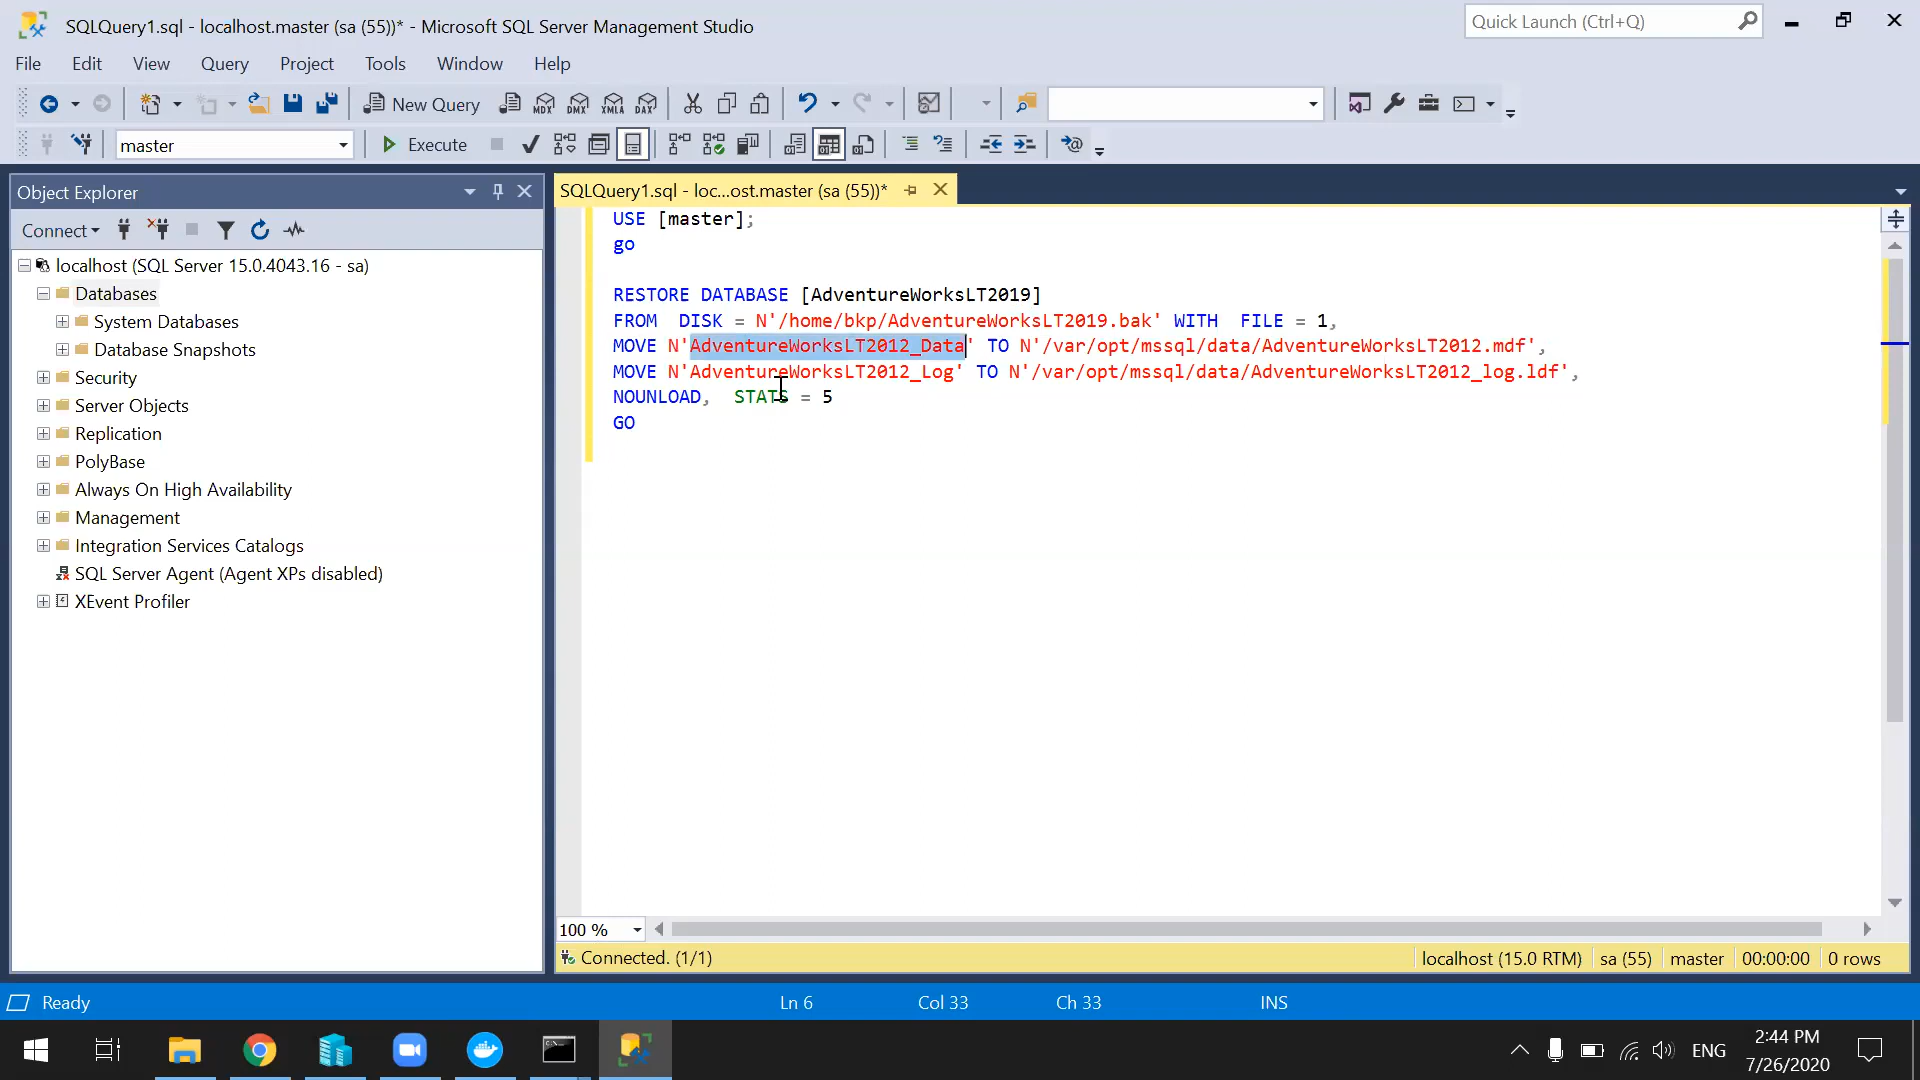 SQLQuery1.sql - localhost.master (sa (55))* - Microsoft SQL Server Management Studio
Quick Launch (Ctrl+Q)
File Edit View Query Project Tools Window Help
New Query MDX DMX XMLA DAX
master Execute
Object Explorer
SQLQuery1.sql - loc...ost.master (sa (55))*
Connect
localhost (SQL Server 15.0.4043.16 - sa)
Databases
System Databases
Database Snapshots
Security
Server Objects
Replication
PolyBase
Always On High Availability
Management
Integration Services Catalogs
SQL Server Agent (Agent XPs disabled)
XEvent Profiler
USE [master];
go
RESTORE DATABASE [AdventureWorksLT2019]
FROM  DISK = N'/home/bkp/AdventureWorksLT2019.bak' WITH  FILE = 1,
MOVE N'AdventureWorksLT2012_Data' TO N'/var/opt/mssql/data/AdventureWorksLT2012.mdf',
MOVE N'AdventureWorksLT2012_Log' TO N'/var/opt/mssql/data/AdventureWorksLT2012_log.ldf',
NOUNLOAD,  STATS = 5
GO
100 %
Connected. (1/1)
localhost (15.0 RTM) sa (55) master 00:00:00 0 rows
Ready Ln 6 Col 33 Ch 33 INS
ENG
2:44 PM
7/26/2020